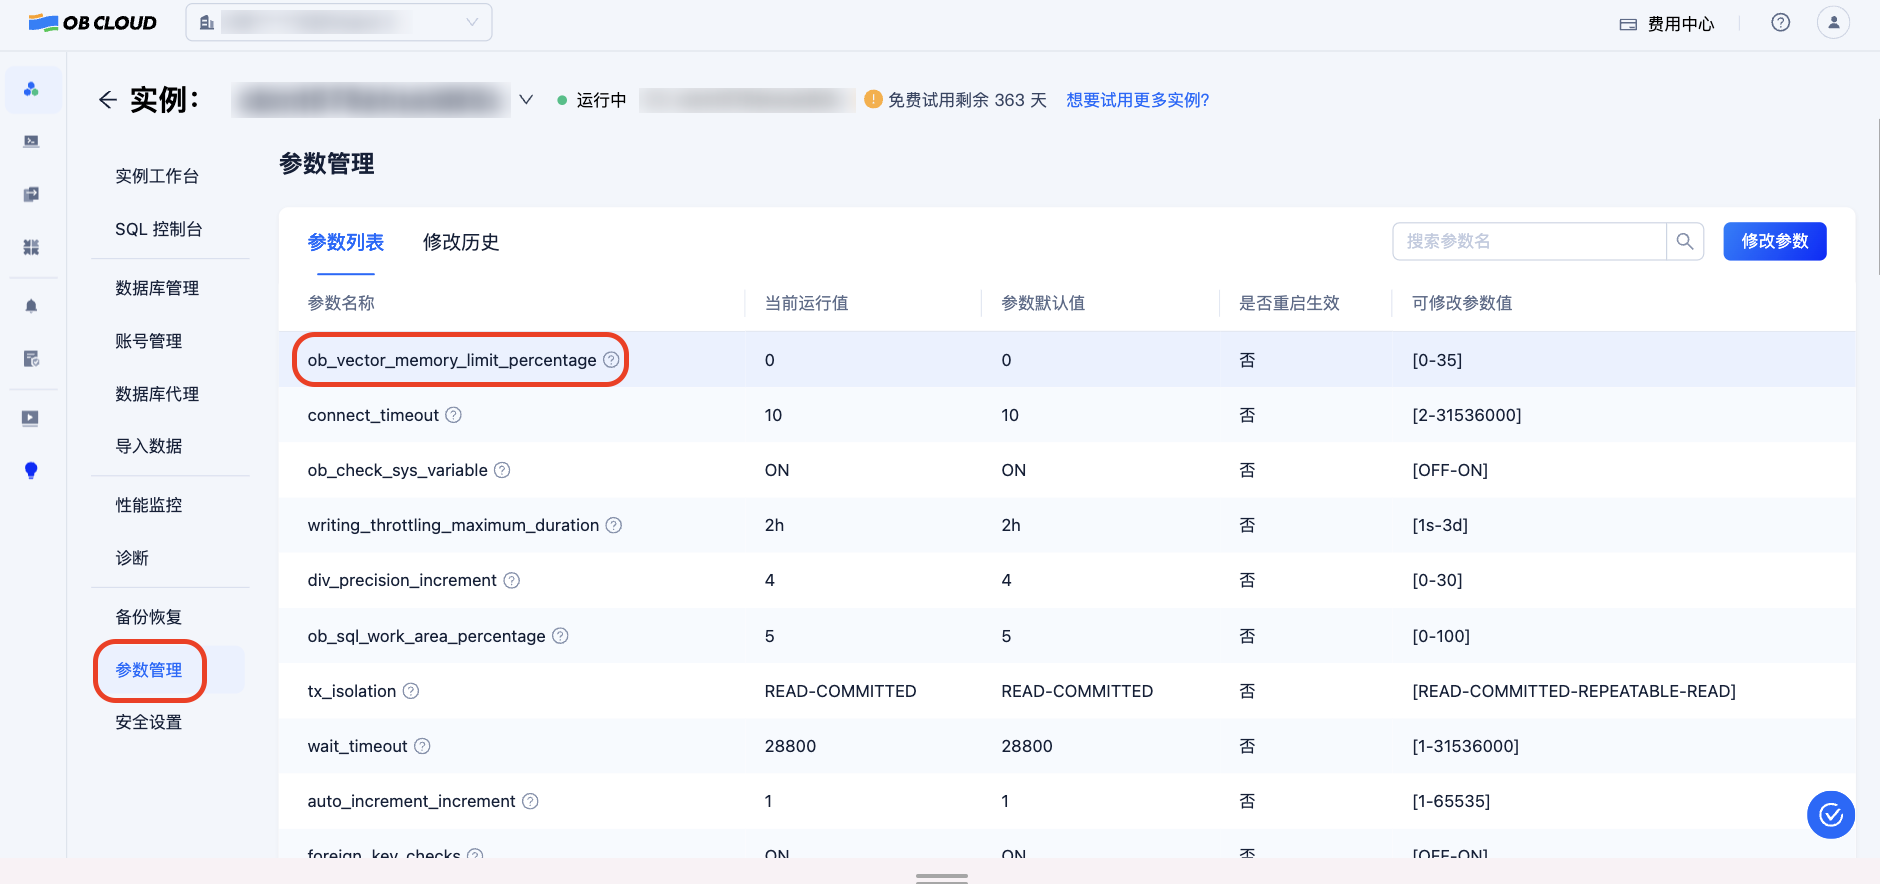 OB CLOUD
费用中心
实例：
运行中
免费试用剩余 363 天
想要试用更多实例?
实例工作台
SQL 控制台
数据库管理
账号管理
数据库代理
导入数据
性能监控
诊断
备份恢复
参数管理
安全设置
参数管理
参数列表 修改历史
搜索参数名
修改参数
参数名称 当前运行值 参数默认值 是否重启生效 可修改参数值
ob_vector_memory_limit_percentage 0 0 否 [0-35]
connect_timeout 10 10 否 [2-31536000]
ob_check_sys_variable ON ON 否 [OFF-ON]
writing_throttling_maximum_duration 2h 2h 否 [1s-3d]
div_precision_increment 4 4 否 [0-30]
ob_sql_work_area_percentage 5 5 否 [0-100]
tx_isolation READ-COMMITTED READ-COMMITTED 否 [READ-COMMITTED-REPEATABLE-READ]
wait_timeout 28800 28800 否 [1-31536000]
auto_increment_increment 1 1 否 [1-65535]
foreign_key_checks ON ON 否 [OFF-ON]